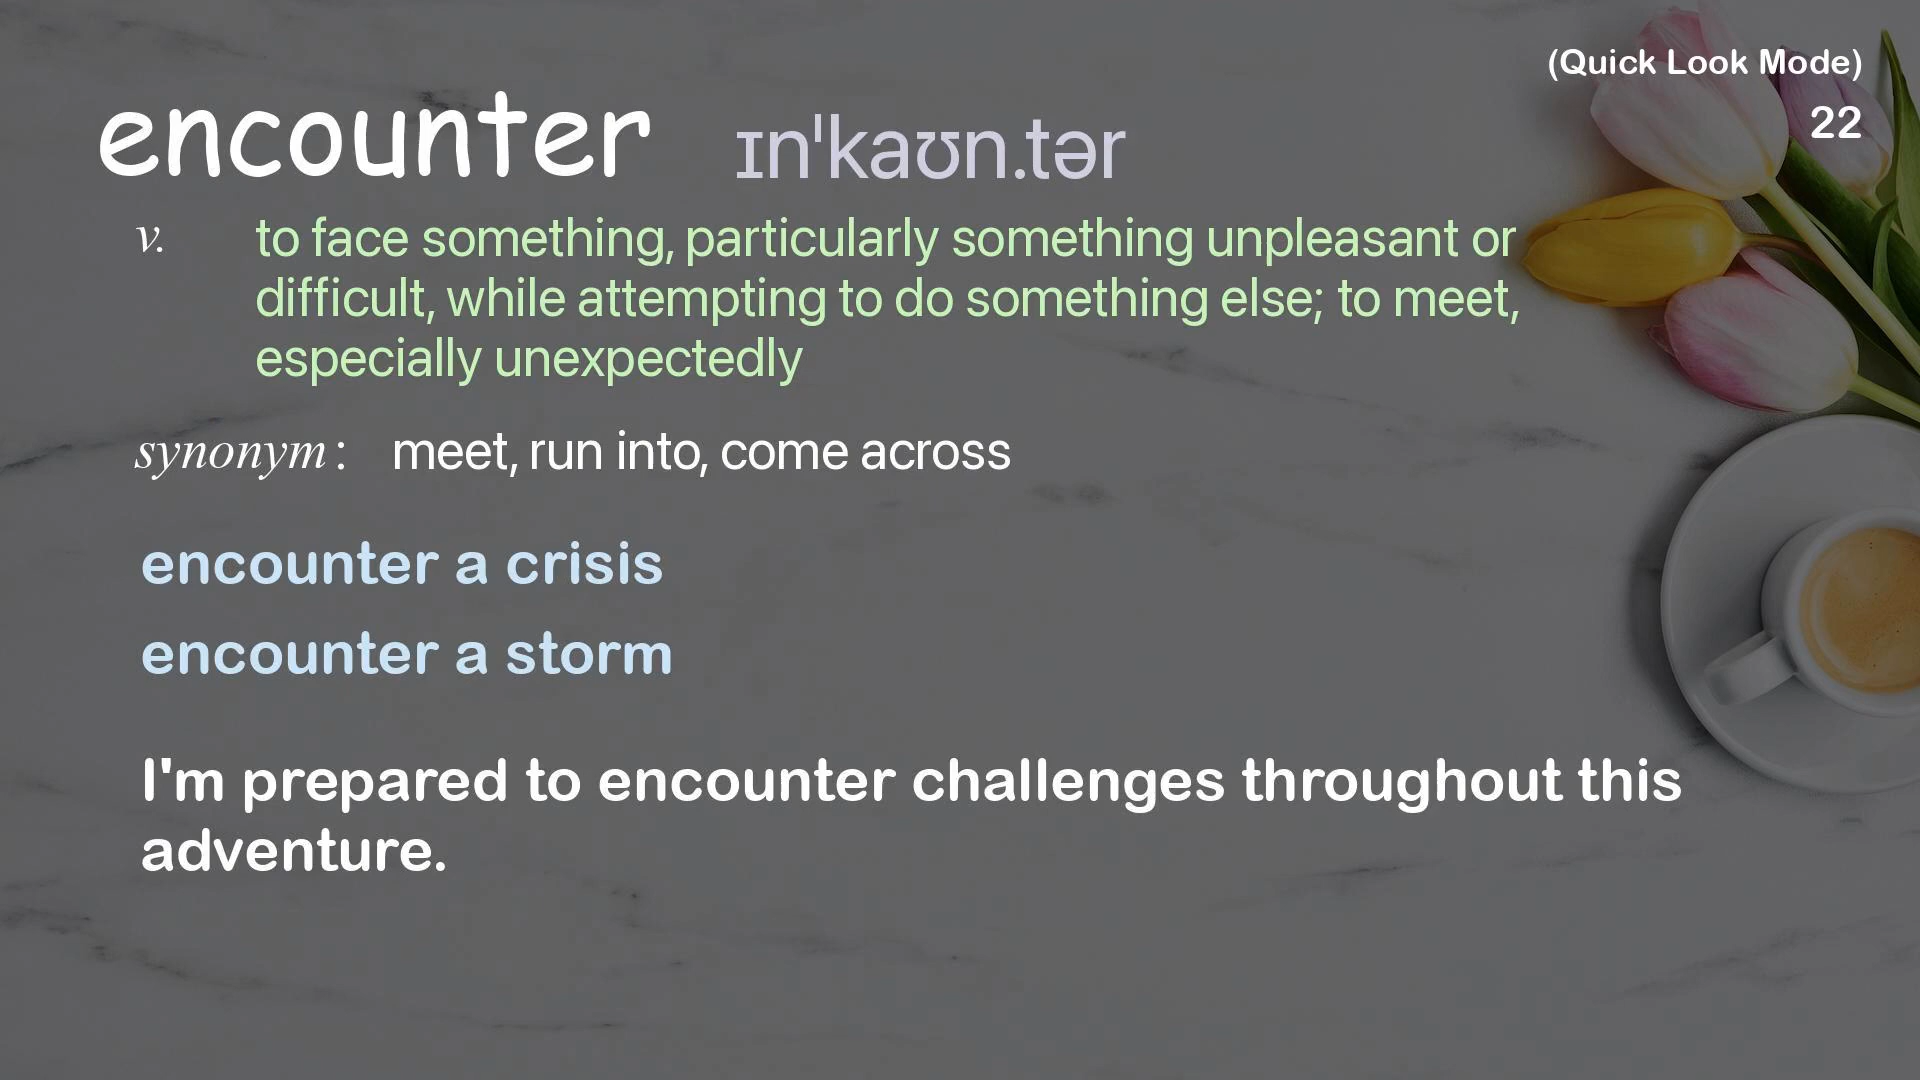 (Quick Look Mode)
22
encounter ɪnˈkaʊn.tər
v. to face something, particularly something unpleasant or
difficult, while attempting to do something else; to meet,
especially unexpectedly
synonym : meet, run into, come across
encounter a crisis
encounter a storm
I'm prepared to encounter challenges throughout this
adventure.